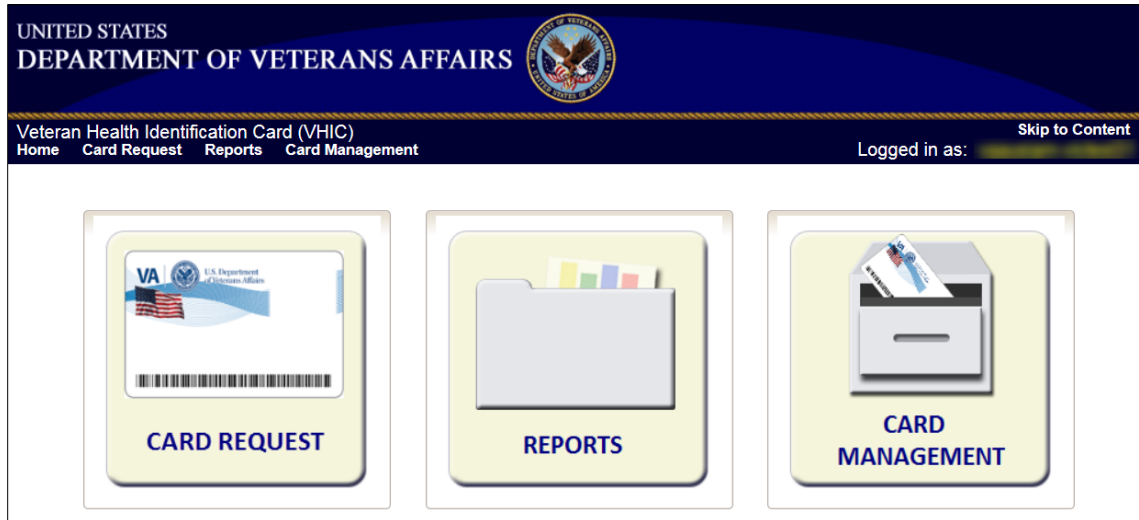 UNITED STATES
DEPARTMENT OF VETERANS AFFAIRS
Veteran Health Identification Card (VHIC)
Skip to Content
Home Card Request Reports Card Management
Logged in as:
VA
U.S. Department
of Veterans Affairs
CARD REQUEST
REPORTS
VA
CARD
MANAGEMENT